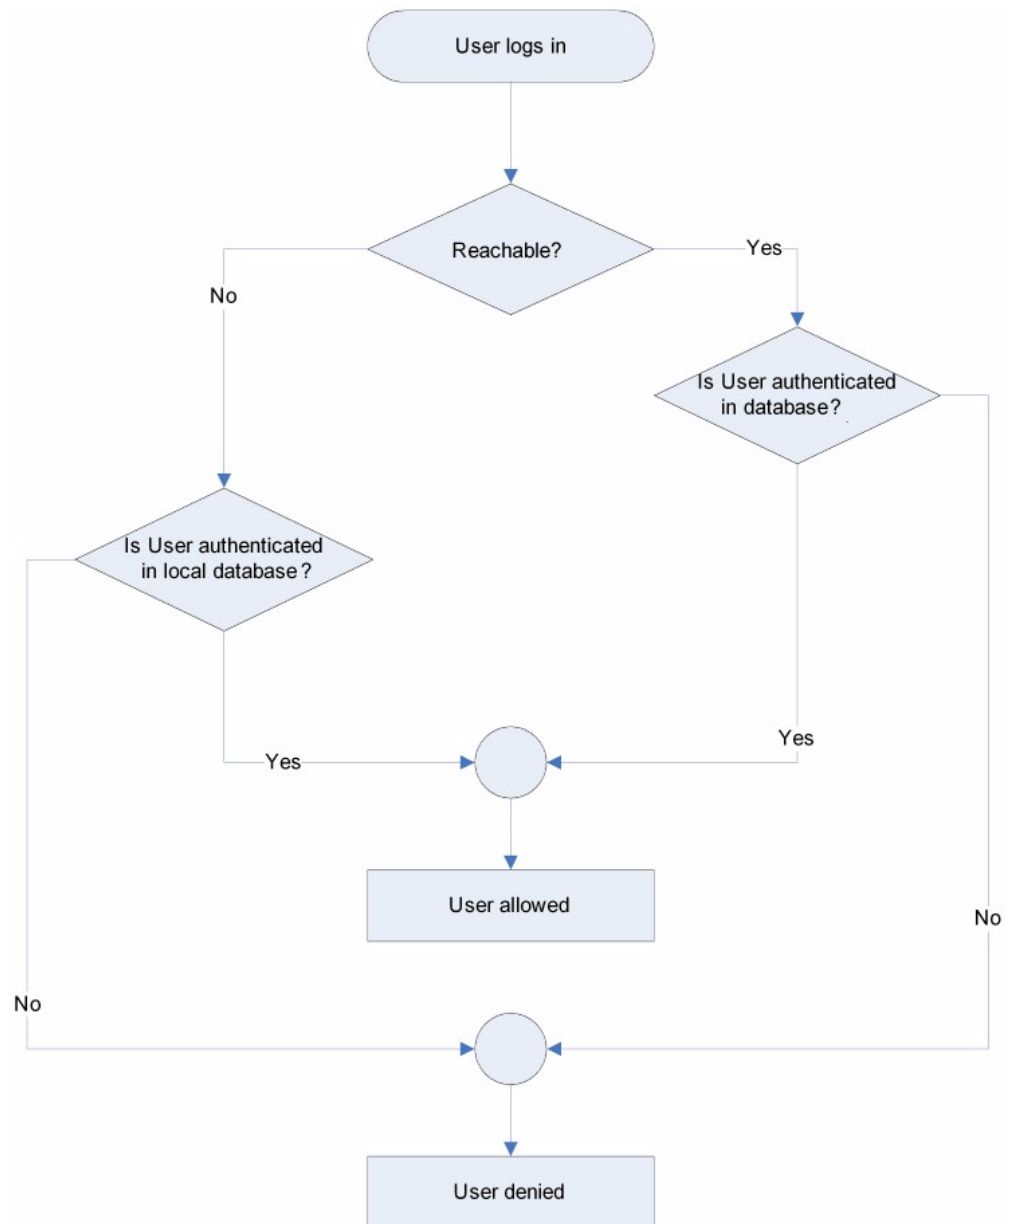 User logs in
Reachable?
Yes
No
Is User authenticated
in database?
Is User authenticated
in local database?
Yes
Yes
User allowed
No
No
User denied